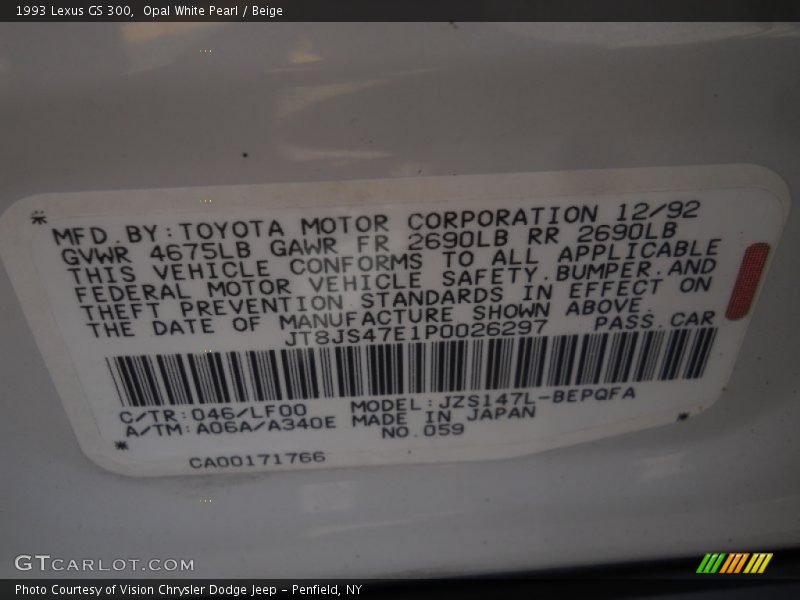 1993 Lexus GS 300,  Opal White Pearl / Beige
MFD.BY:TOYOTA MOTOR CORPORATION 12/92
GVWR 4675LB GAWR FR 2690LB RR 2690LB
THIS VEHICLE CONFORMS TO ALL APPLICABLE
FEDERAL MOTOR VEHICLE SAFETY,BUMPER,AND
THEFT PREVENTION STANDARDS IN EFFECT ON
THE DATE OF MANUFACTURE SHOWN ABOVE.
JT8JS47E1P0026297 PASS.CAR
C/TR:046/LF00 MODEL:JZS147L-BEPQFA
A/TM:A06A/A340E MADE IN JAPAN
NO.059
CA00171766
GTCARLOT.COM
Photo Courtesy of Vision Chrysler Dodge Jeep – Penfield, NY